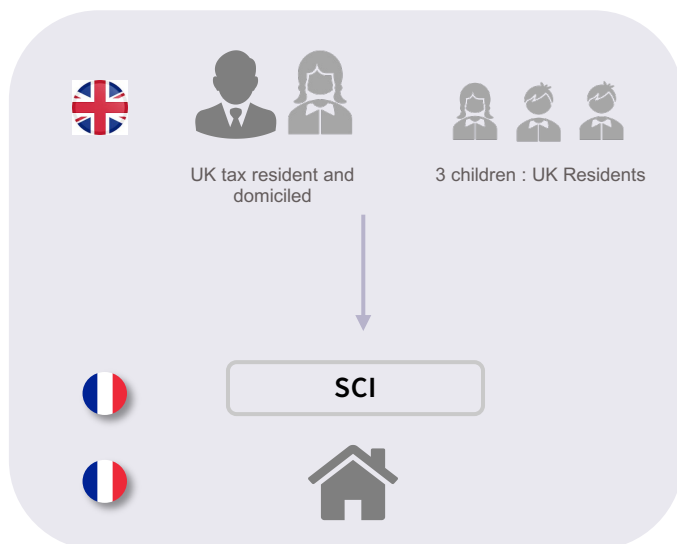 UK tax resident and
domiciled
3 children : UK Residents
SCI